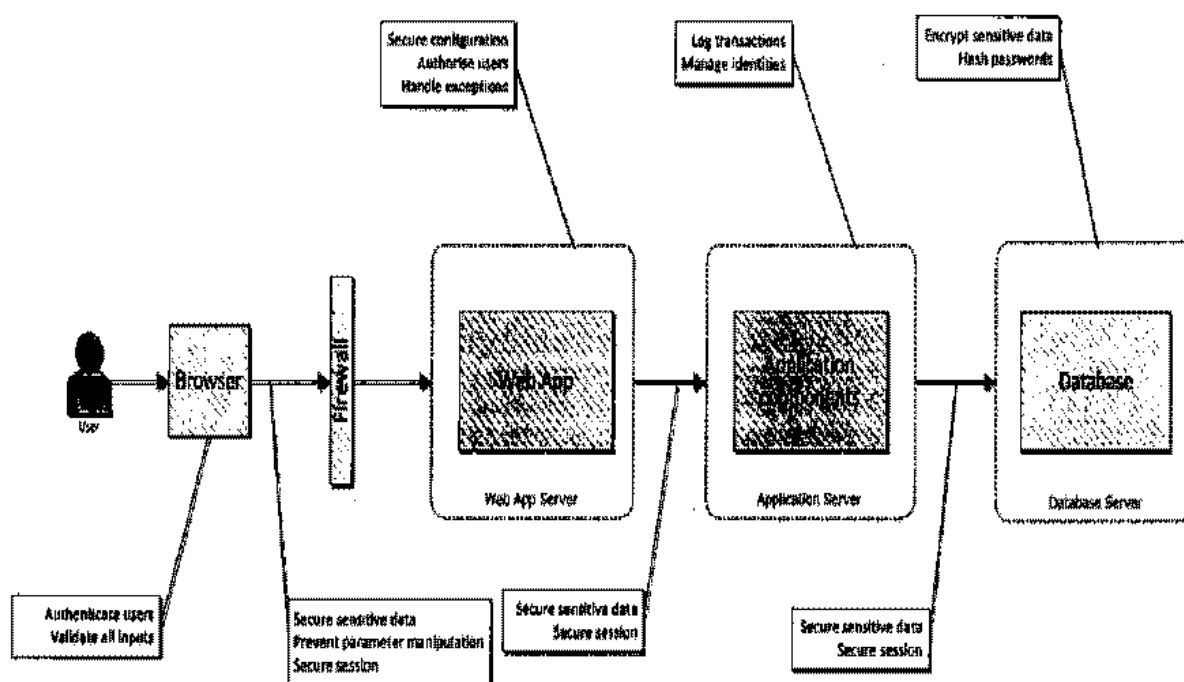 Secure configuration
Authorise users
Handle exceptions
Log transactions
Manage identities
Encrypt sensitive data
Hash passwords
User
Browser
Firewall
Web App
Web App Server
Application
components
Application Server
Database
Database Server
Authenticate users
Validate all inputs
Secure sensitive data
Prevent parameter manipulation
Secure session
Secure sensitive data
Secure session
Secure sensitive data
Secure session